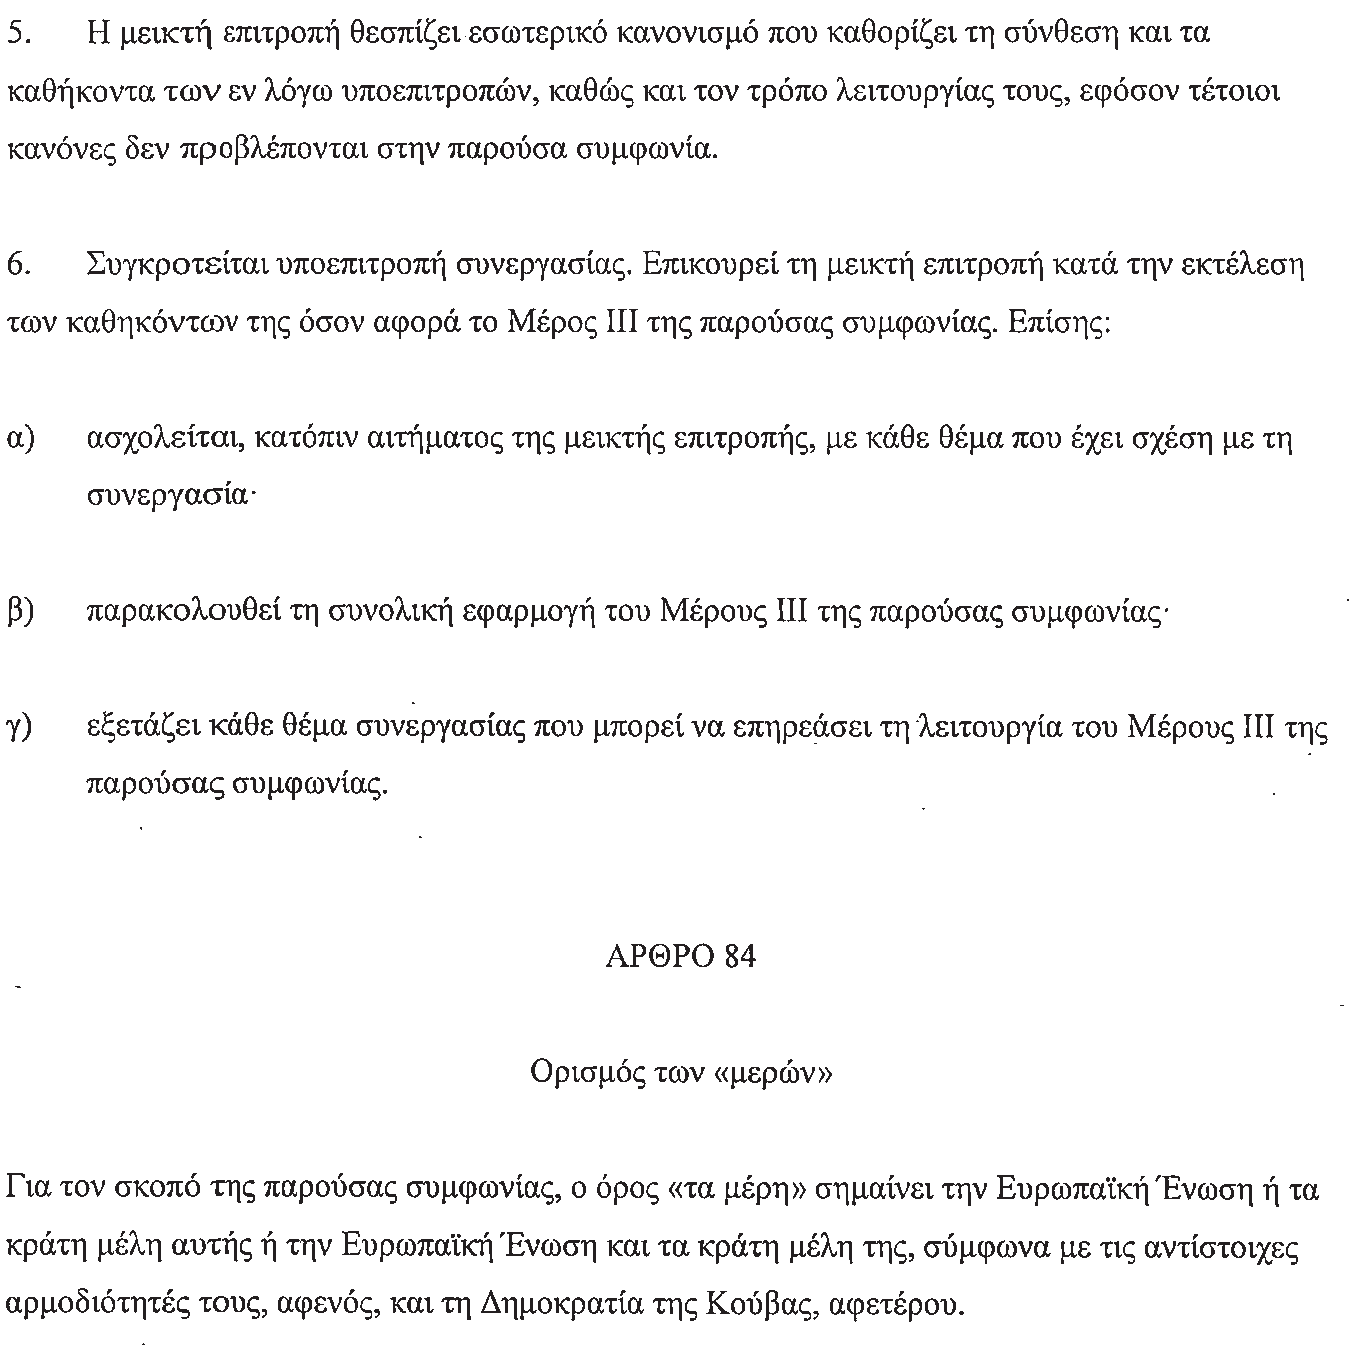 5. Η μεικτή επιτροπή θεσπίζει εσωτερικό κανονισμό που καθορίζει τη σύνθεση και τα
καθήκοντα των εν λόγω υποεπιτροπών, καθώς και τον τρόπο λειτουργίας τους, εφόσον τέτοιοι
κανόνες δεν προβλέπονται στην παρούσα συμφωνία.
6. Συγκροτείται υποεπιτροπή συνεργασίας. Επικουρεί τη μεικτή επιτροπή κατά την εκτέλεση
των καθηκόντων της όσον αφορά το Μέρος III της παρούσας συμφωνίας. Επίσης:
α) ασχολείται, κατόπιν αιτήματος της μεικτής επιτροπής, με κάθε θέμα που έχει σχέση με τη
συνεργασία·
β) παρακολουθεί τη συνολική εφαρμογή του Μέρους III της παρούσας συμφωνίας·
γ) εξετάζει κάθε θέμα συνεργασίας που μπορεί να επηρεάσει τη λειτουργία του Μέρους III της
παρούσας συμφωνίας.
ΑΡΘΡΟ 84
Ορισμός των «μερών»
Για τον σκοπό της παρούσας συμφωνίας, ο όρος «τα μέρη» σημαίνει την Ευρωπαϊκή Ένωση ή τα
κράτη μέλη αυτής ή την Ευρωπαϊκή Ένωση και τα κράτη μέλη της, σύμφωνα με τις αντίστοιχες
αρμοδιότητές τους, αφενός, και τη Δημοκρατία της Κούβας, αφετέρου.